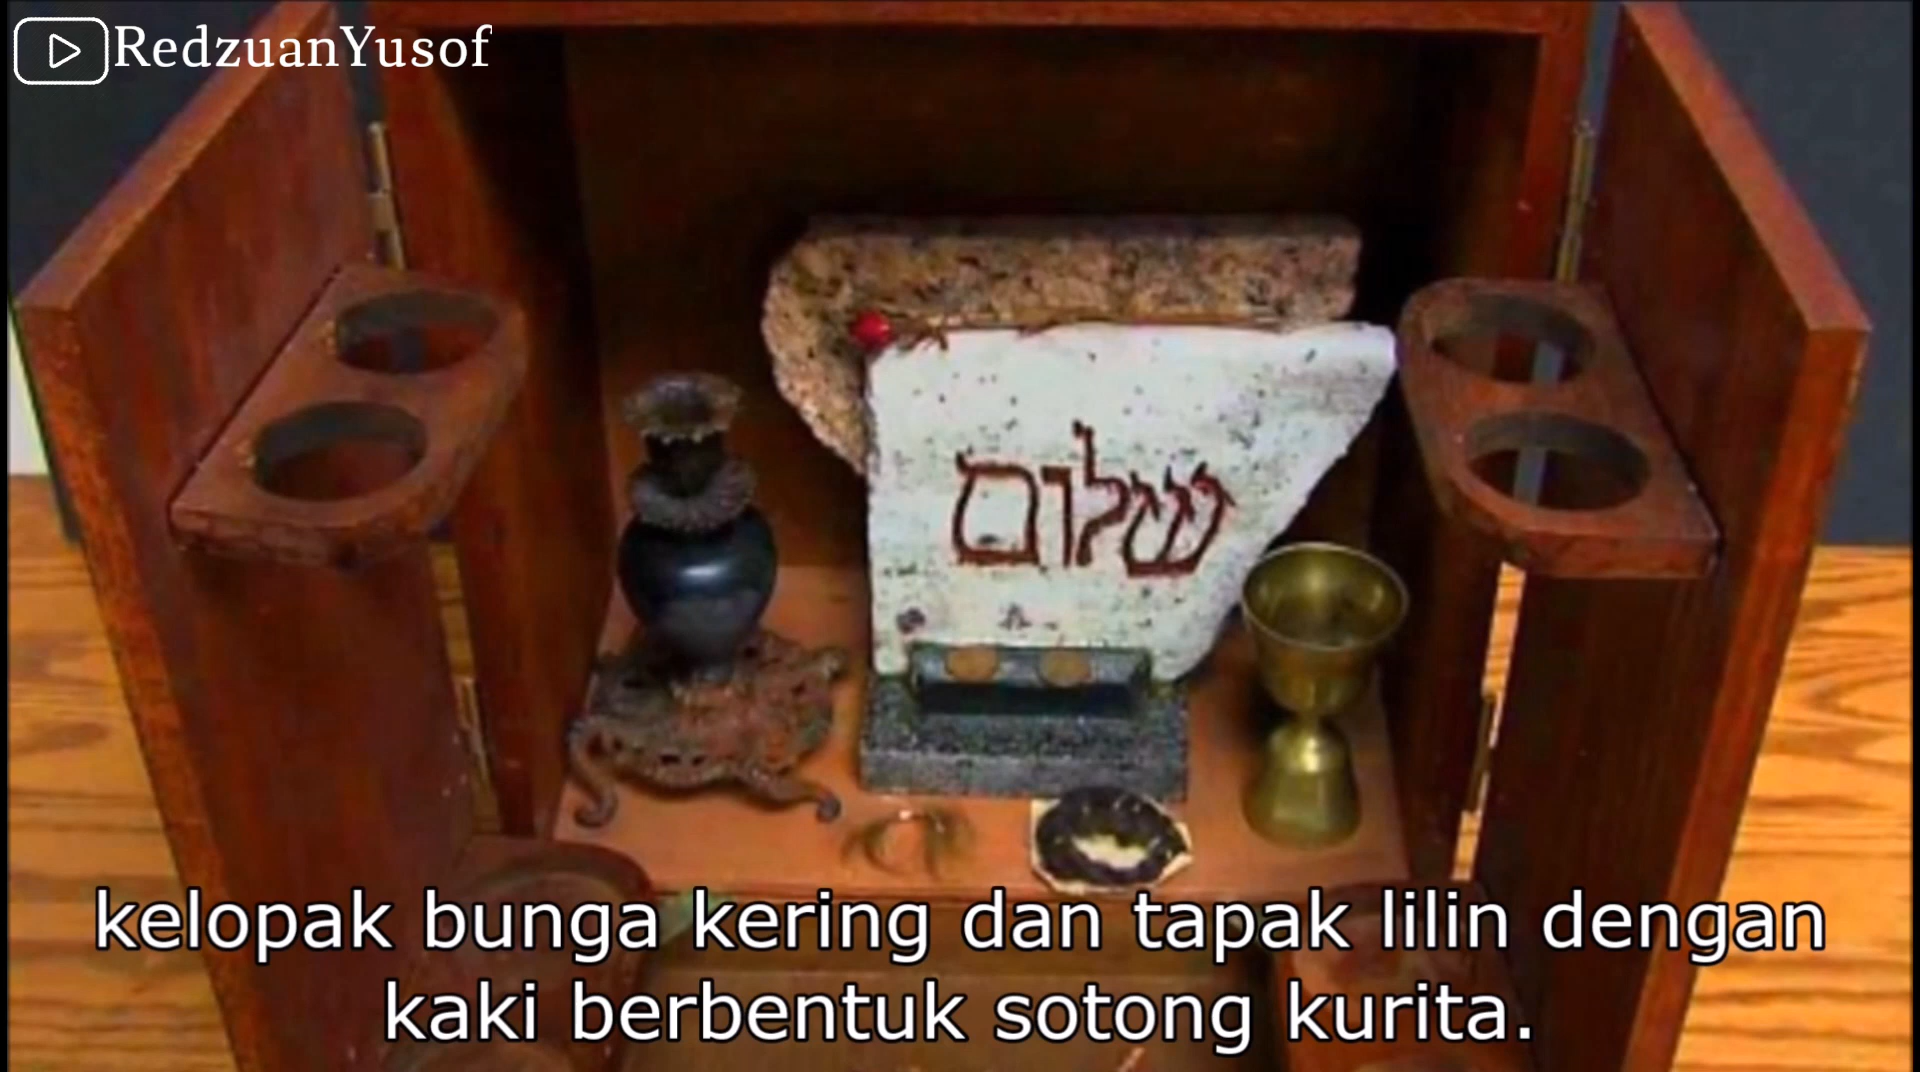 RedzuanYusof
שלום
kelopak bunga kering dan tapak lilin dengan
kaki berbentuk sotong kurita.